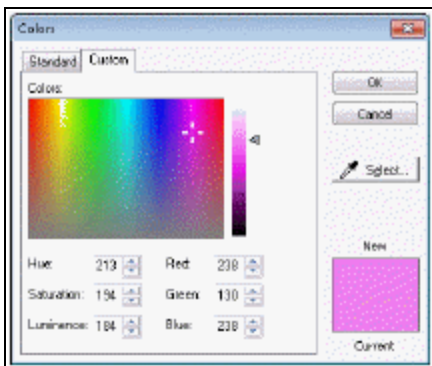 Colors
Standard Custom
Colors:
OK
Cancel
Select...
Hue: 213 Red: 238
Saturation: 194 Green: 130
Luminance: 184 Blue: 238
New
Current